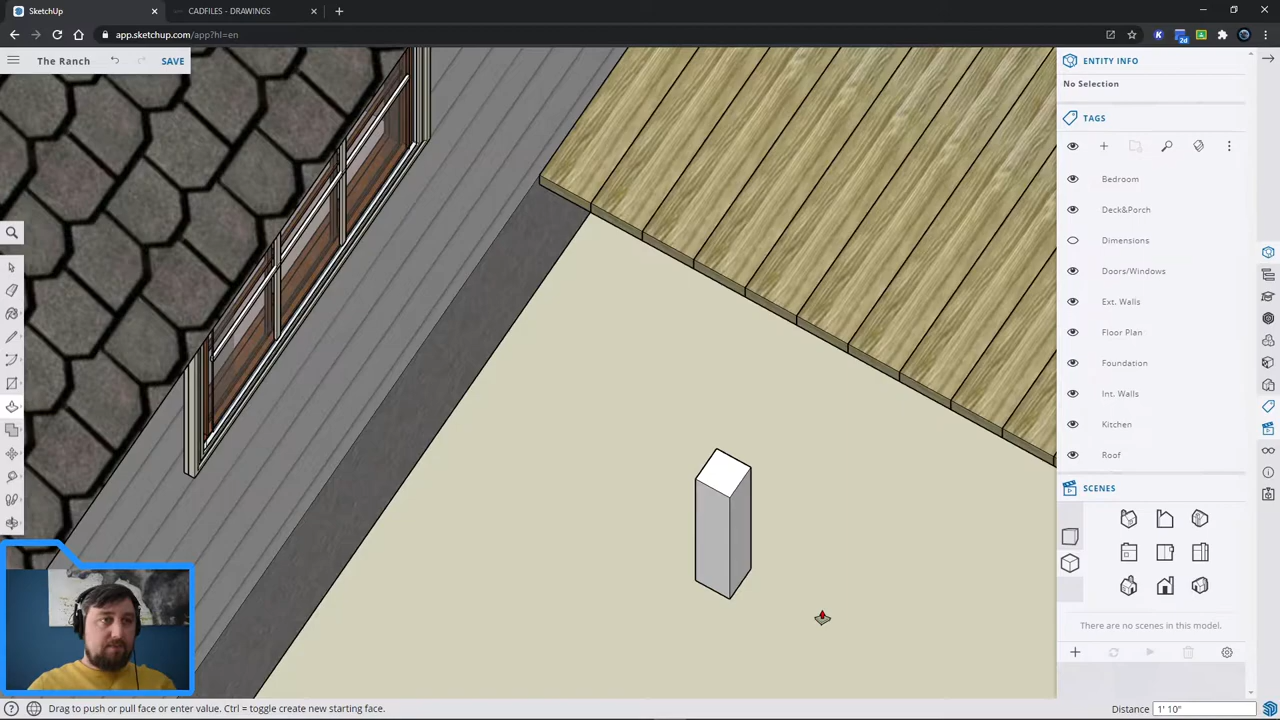 SketchUp
CADFILES - DRAWINGS
app.sketchup.com/app?hl=en
2d
The Ranch
SAVE
ENTITY INFO
No Selection
TAGS
Bedroom
Deck&Porch
Dimensions
Doors/Windows
Ext. Walls
Floor Plan
Foundation
Int. Walls
Kitchen
Roof
SCENES
There are no scenes in this model.
Drag to push or pull face or enter value. Ctrl = toggle create new starting face.
Distance 1' 10"